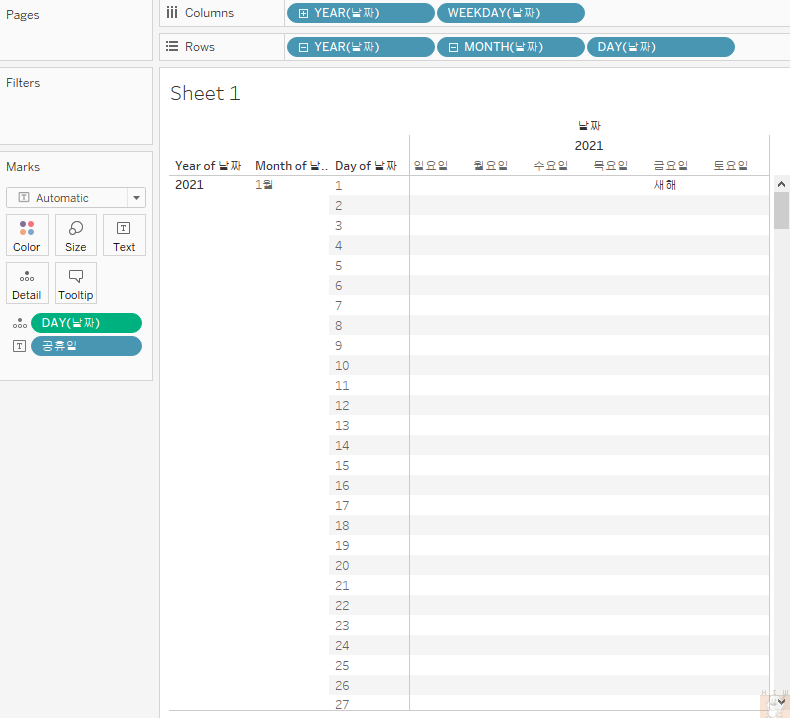 Pages
Columns
YEAR(날짜)
WEEKDAY(날짜)
Rows
YEAR(날짜)
MONTH(날짜)
DAY(날짜)
Filters
Marks
Automatic
Color
Size
Text
Detail
Tooltip
DAY(날짜)
공휴일
Sheet 1
날짜
2021
Year of 날짜
Month of 날..
Day of 날짜
일요일
월요일
수요일
목요일
금요일
토요일
2021
1월
1
새해
2
3
4
5
6
7
8
9
10
11
12
13
14
15
16
17
18
19
20
21
22
23
24
25
26
27